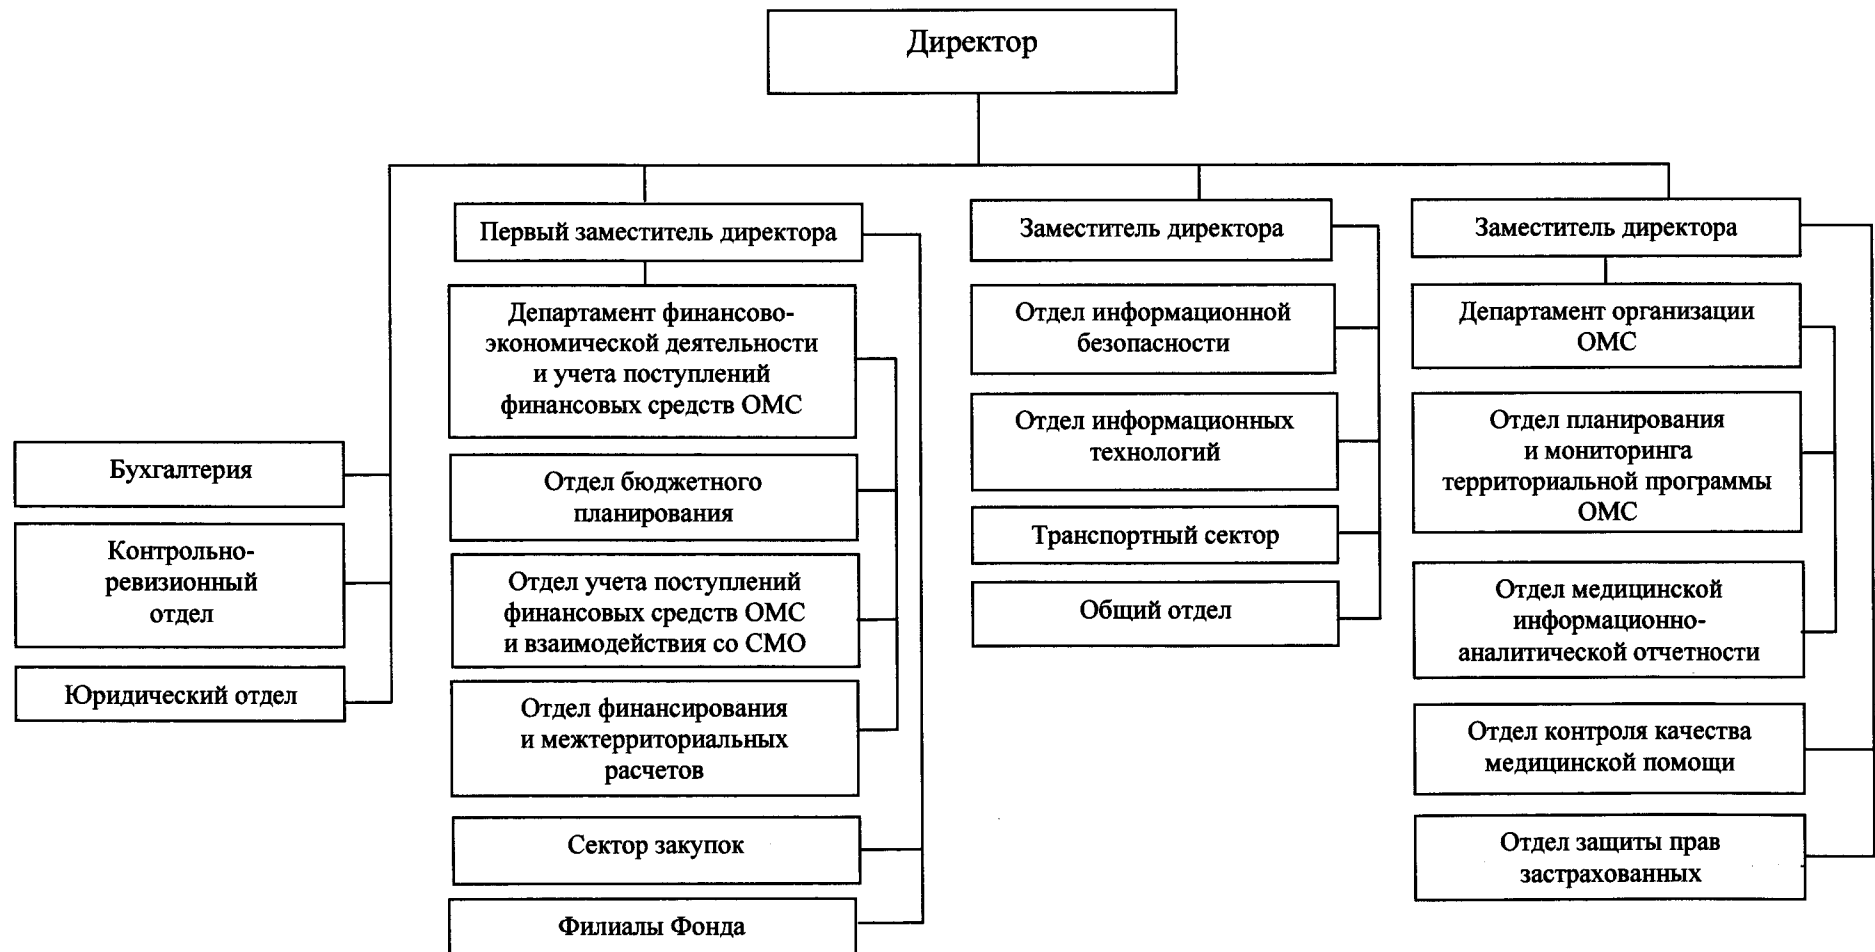 Директор
Бухгалтерия
Контрольно-
ревизионный
отдел
Юридический отдел
Первый заместитель директора
Департамент финансово-
экономической деятельности
и учета поступлений
финансовых средств ОМС
Отдел бюджетного
планирования
Отдел учета поступлений
финансовых средств ОМС
и взаимодействия со СМО
Отдел финансирования
и межтерриториальных
расчетов
Сектор закупок
Филиалы Фонда
Заместитель директора
Отдел информационной
безопасности
Отдел информационных
технологий
Транспортный сектор
Общий отдел
Заместитель директора
Департамент организации
ОМС
Отдел планирования
и мониторинга
территориальной программы
ОМС
Отдел медицинской
информационно-
аналитической отчетности
Отдел контроля качества
медицинской помощи
Отдел защиты прав
застрахованных